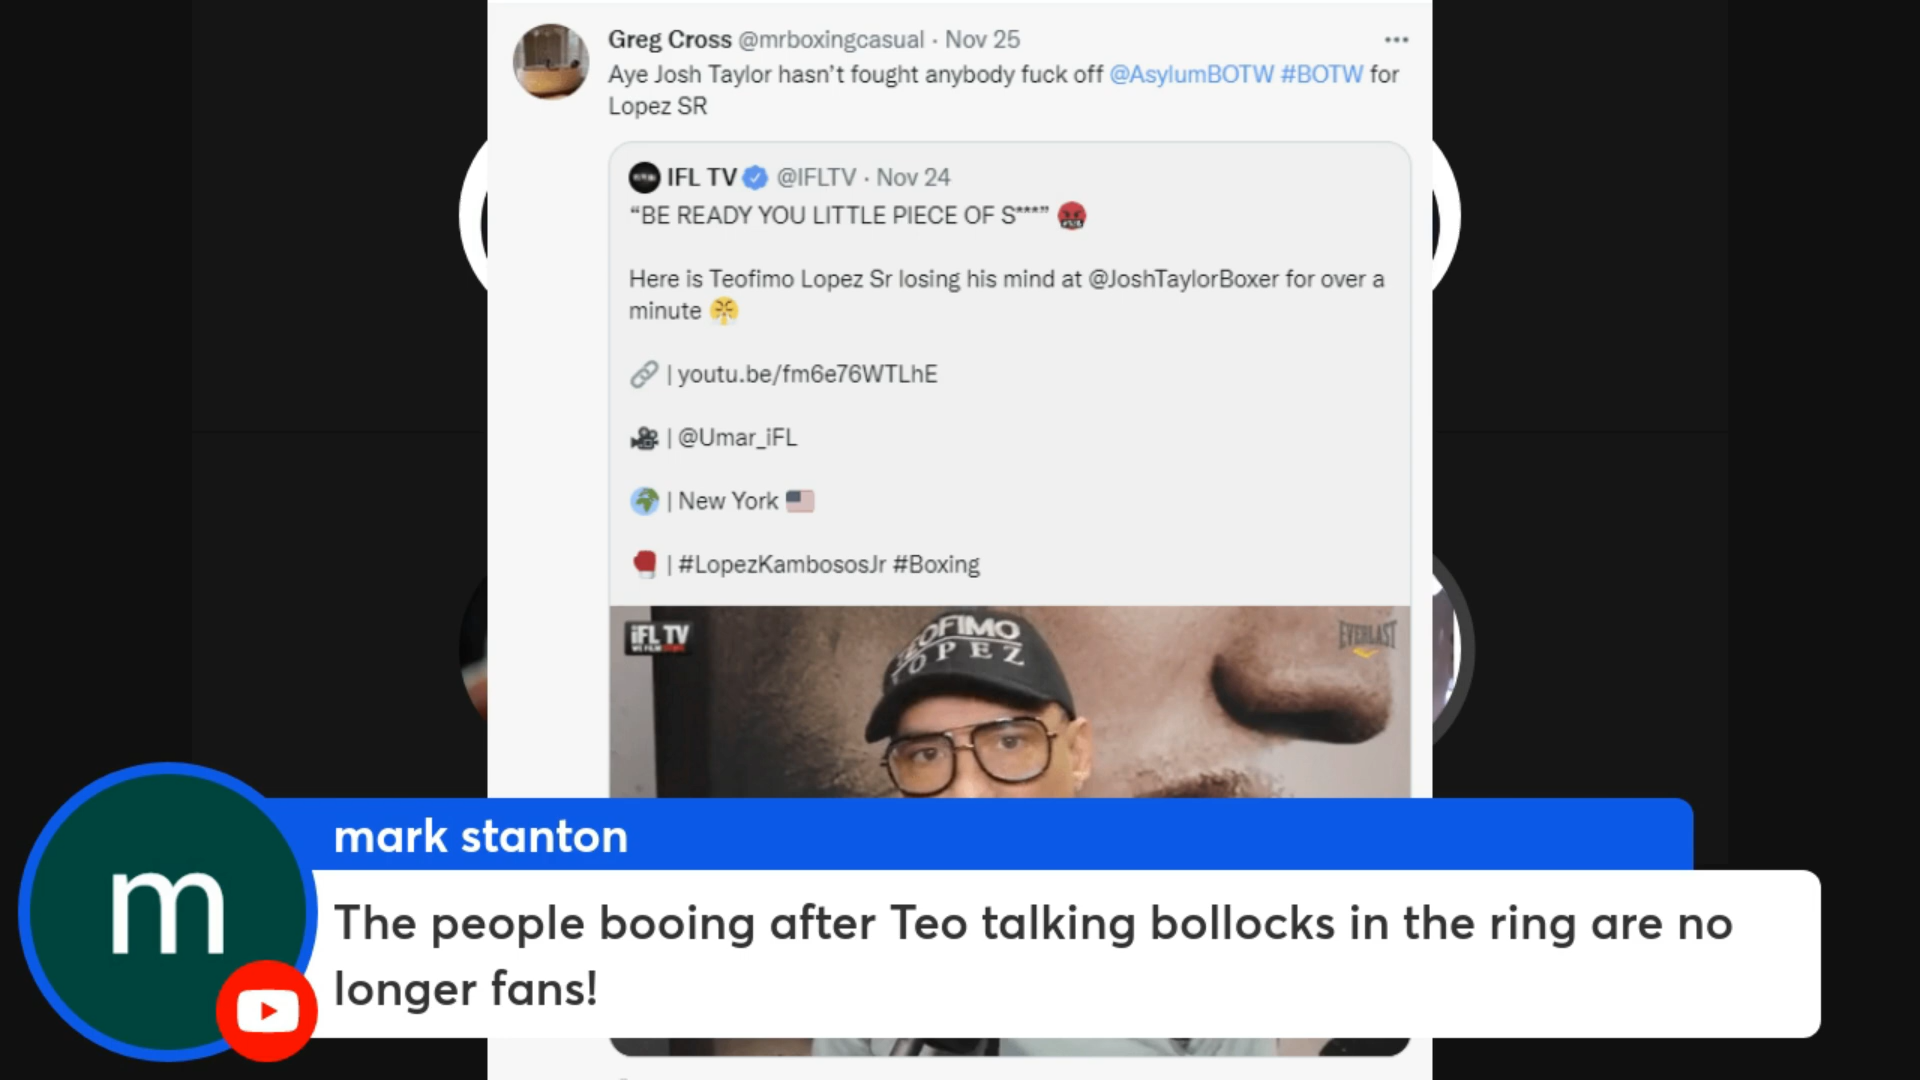 Greg Cross @mrboxingcasual · Nov 25
Aye Josh Taylor hasn't fought anybody fuck off @AsylumBOTW #BOTW for
Lopez SR
IFL TV @IFLTV · Nov 24
“BE READY YOU LITTLE PIECE OF S***”
Here is Teofimo Lopez Sr losing his mind at @JoshTaylorBoxer for over a
minute
| youtu.be/fm6e76WTLhE
| @Umar_iFL
| New York
| #LopezKambososJr #Boxing
iFL TV
EVERLAST
TEOFIMO
LOPEZ
m
mark stanton
The people booing after Teo talking bollocks in the ring are no
longer fans!